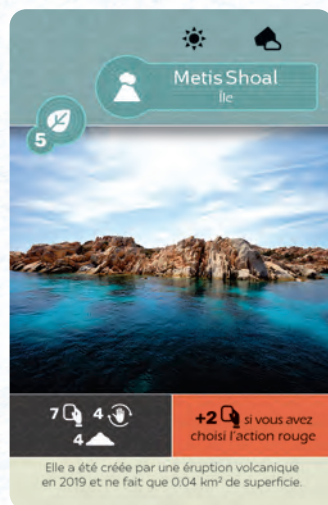 Metis Shoal
Île
5
7 4
4
+2 si vous avez
choisi l'action rouge
Elle a été créée par une éruption volcanique
en 2019 et ne fait que 0.04 km² de superficie.